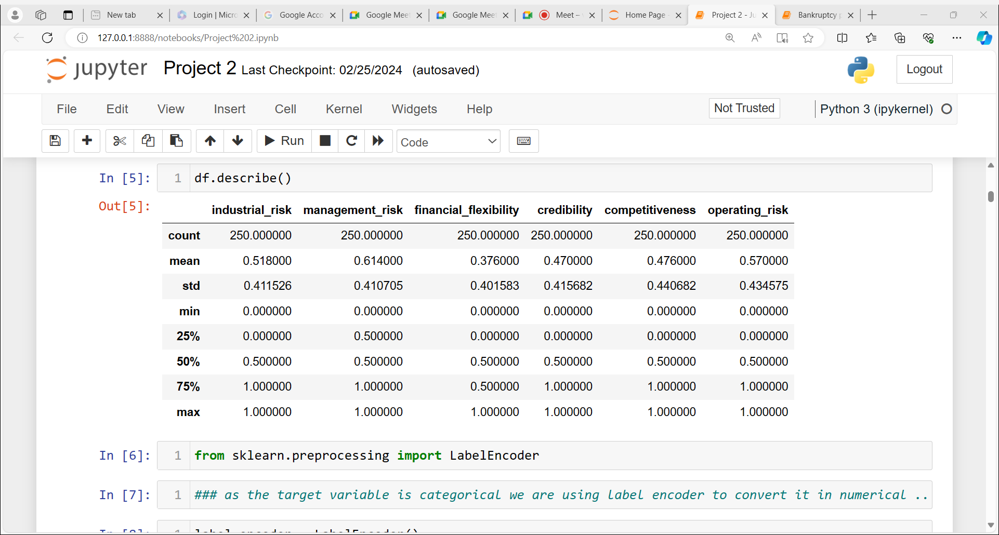 New tab Login | Micro Google Acco Google Meet Google Meet Meet – Home Page - Project 2 - Ju Bankruptcy p
127.0.0.1:8888/notebooks/Project%202.ipynb
jupyter Project 2 Last Checkpoint: 02/25/2024 (autosaved) Logout
File Edit View Insert Cell Kernel Widgets Help Not Trusted Python 3 (ipykernel)
Run Code
In [5]: 1 df.describe()
Out[5]:
industrial_risk management_risk financial_flexibility credibility competitiveness operating_risk
count 250.000000 250.000000 250.000000 250.000000 250.000000 250.000000
mean 0.518000 0.614000 0.376000 0.470000 0.476000 0.570000
std 0.411526 0.410705 0.401583 0.415682 0.440682 0.434575
min 0.000000 0.000000 0.000000 0.000000 0.000000 0.000000
25% 0.000000 0.500000 0.000000 0.000000 0.000000 0.000000
50% 0.500000 0.500000 0.500000 0.500000 0.500000 0.500000
75% 1.000000 1.000000 0.500000 1.000000 1.000000 1.000000
max 1.000000 1.000000 1.000000 1.000000 1.000000 1.000000
In [6]: 1 from sklearn.preprocessing import LabelEncoder
In [7]: 1 ### as the target variable is categorical we are using label encoder to convert it in numerical ..
In [8]: 1 label_encoder = LabelEncoder()